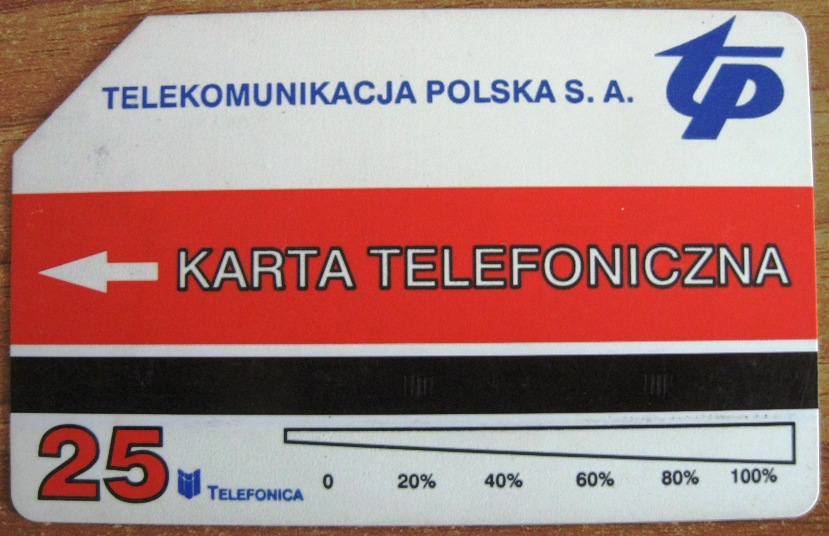 TELEKOMUNIKACJA POLSKA S. A.
tp
KARTA TELEFONICZNA
25
TELEFONICA
0 20% 40% 60% 80% 100%